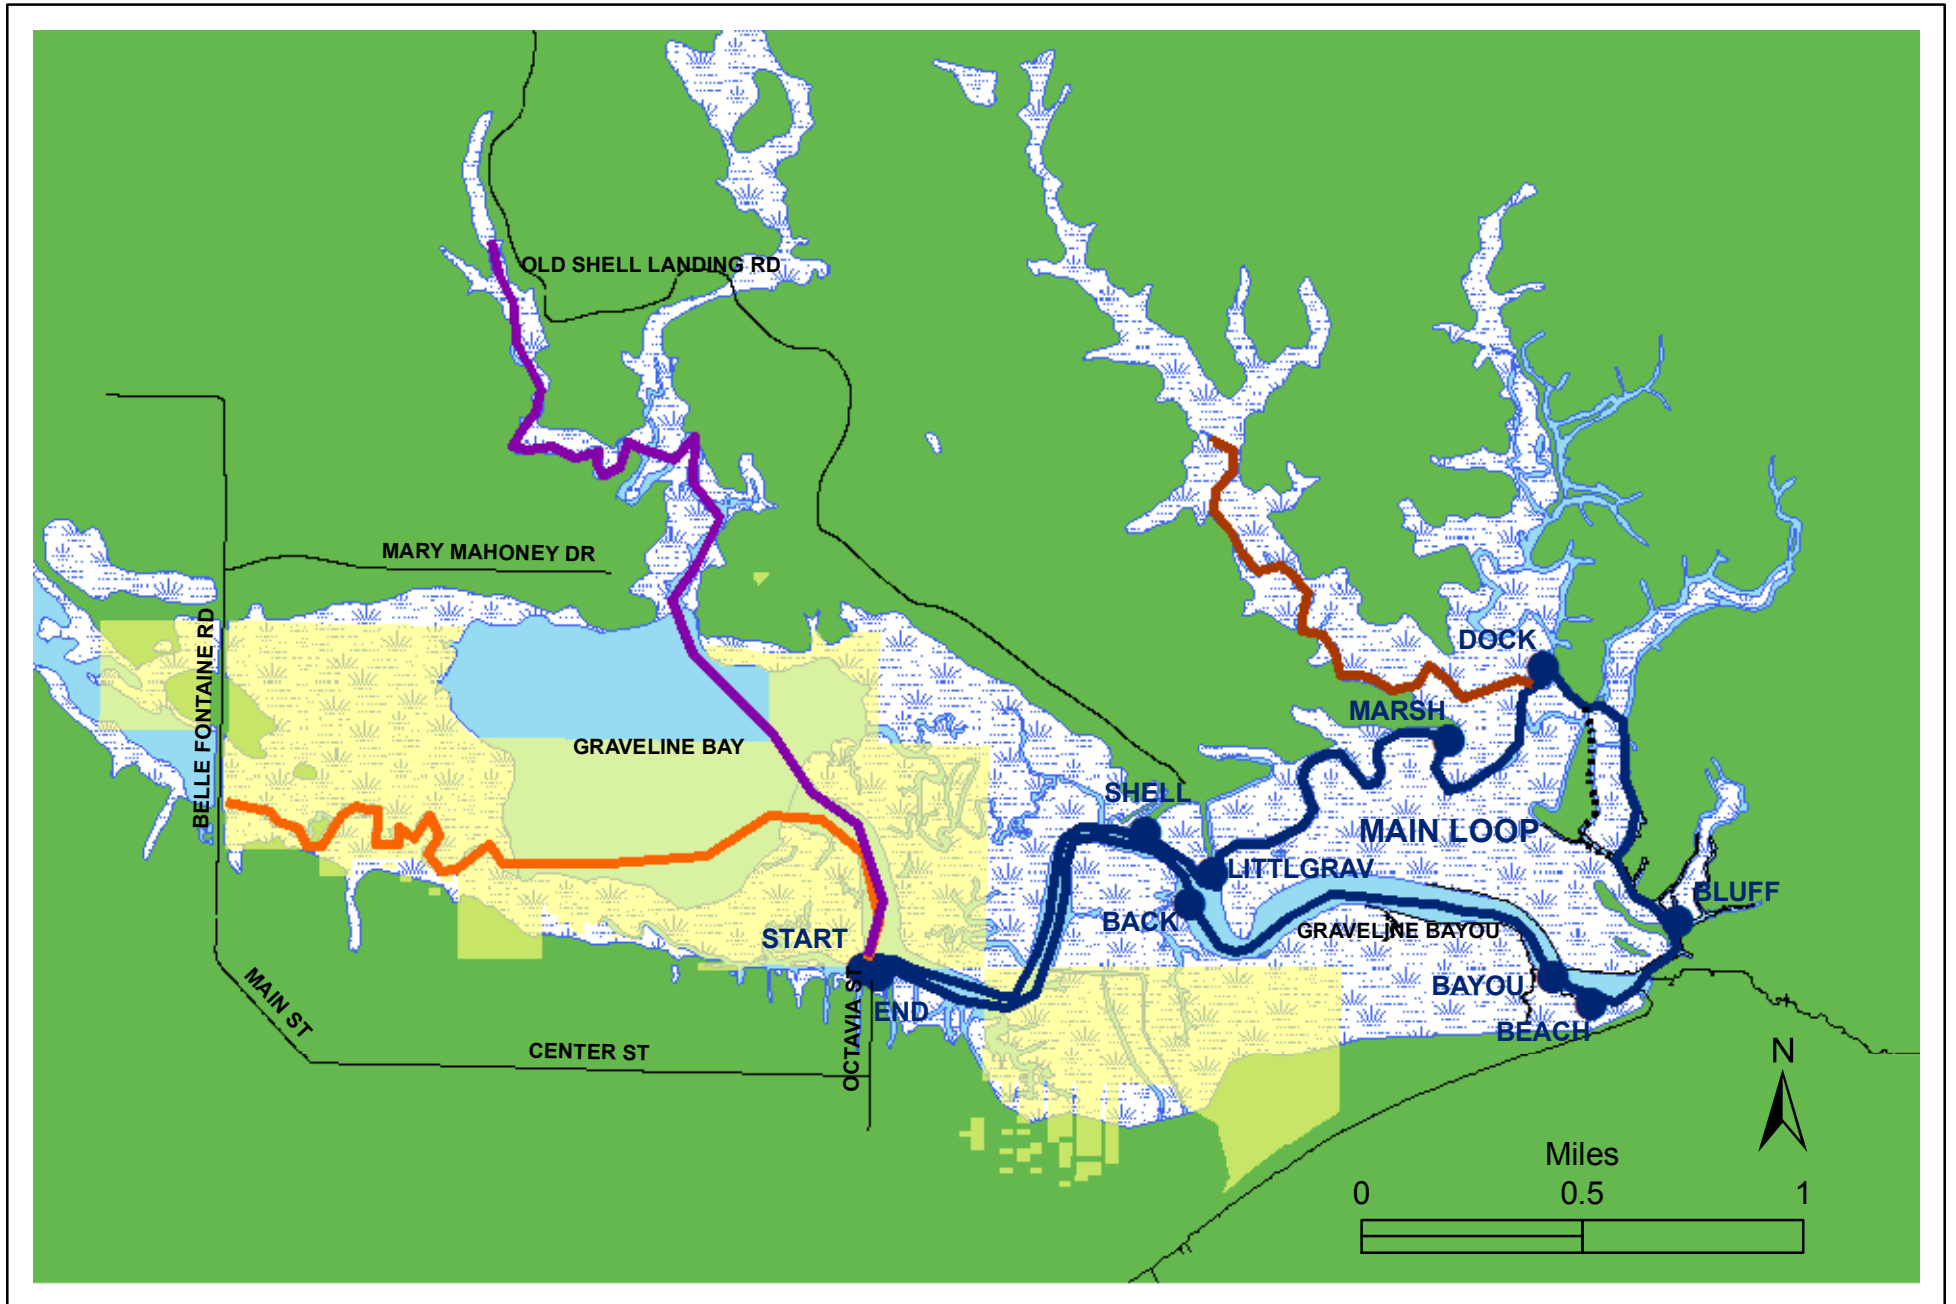 OLD SHELL LANDING RD
MARY MAHONEY DR
BELLE FONTAINE RD
DOCK
MARSH
GRAVELINE BAY
SHELL
MAIN LOOP
LITTLGRAV
BLUFF
BACK
GRAVELINE BAYOU
START
BAYOU
END
BEACH
MAIN ST
CENTER ST
OCTAVIA ST
N
Miles
0 0.5 1